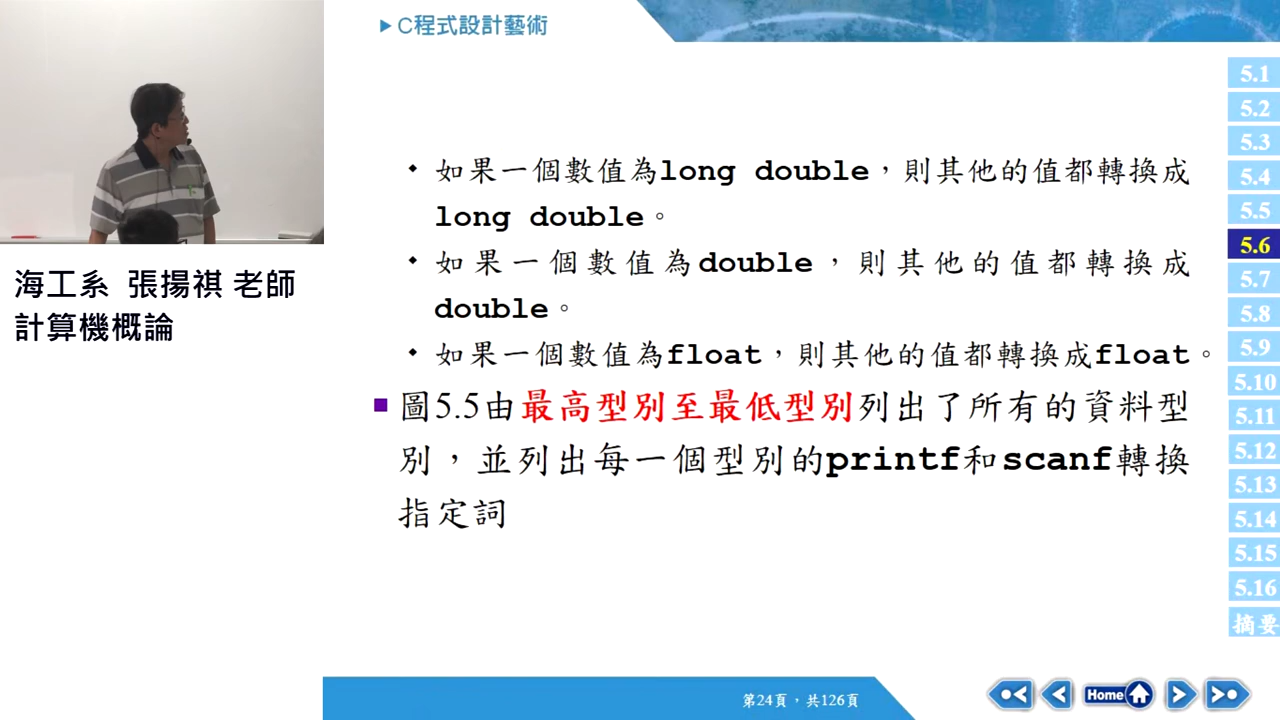 C程式設計藝術
如果一個數值為long double，則其他的值都轉換成
long double。
如果一個數值為double，則其他的值都轉換成
double。
如果一個數值為float，則其他的值都轉換成float。
圖5.5由最高型別至最低型別列出了所有的資料型
別，並列出每一個型別的printf和scanf轉換
指定詞
海工系 張揚祺 老師
計算機概論
5.1
5.2
5.3
5.4
5.5
5.6
5.7
5.8
5.9
5.10
5.11
5.12
5.13
5.14
5.15
5.16
摘要
第24頁，共126頁
Home